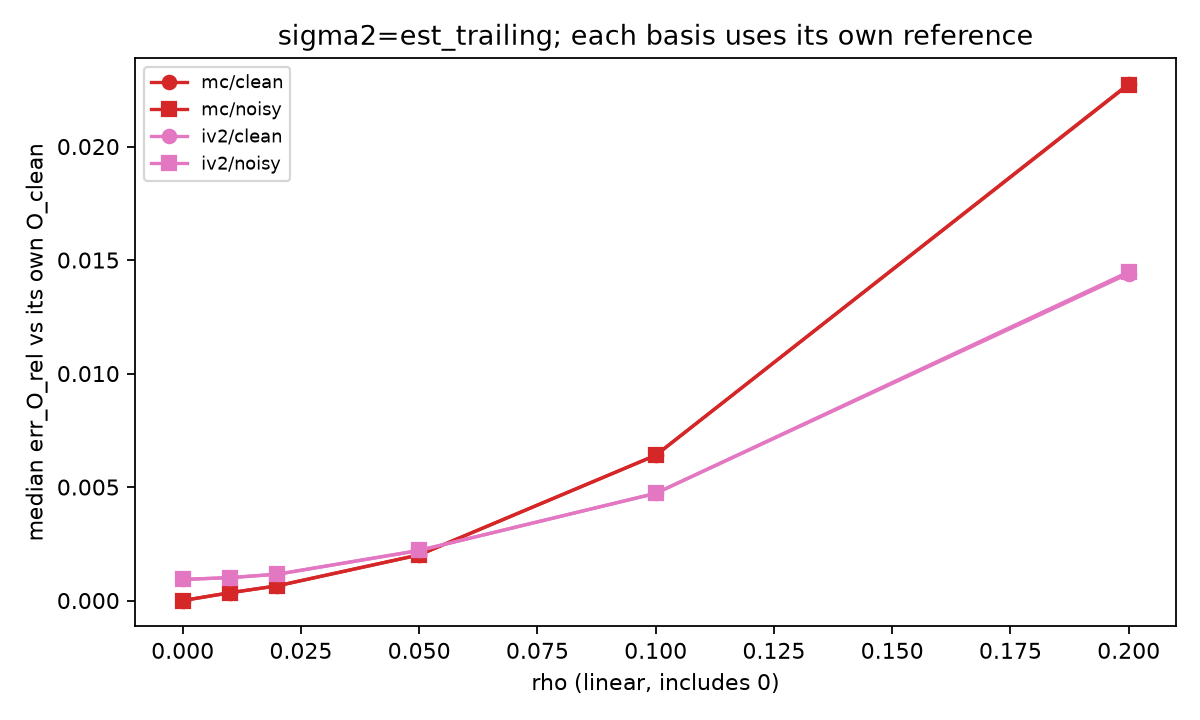 sigma2=est_trailing; each basis uses its own reference
mc/clean
mc/noisy
iv2/clean
iv2/noisy
median err_O_rel vs its own O_clean
0.020
0.015
0.010
0.005
0.000
0.000 0.025 0.050 0.075 0.100 0.125 0.150 0.175 0.200
rho (linear, includes 0)